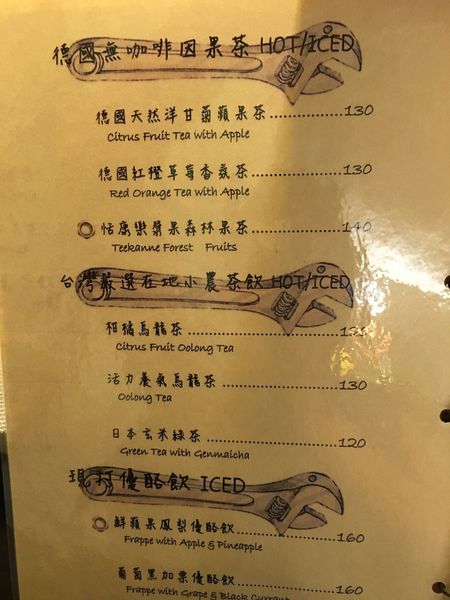 德國無咖啡因果茶 HOT/ICED
德國天然洋甘菊蘋果茶..................130
Citrus Fruit Tea with Apple
德國紅橙草莓香氛茶......................130
Red Orange Tea with Apple
恬康樂漿果森林果茶......................140
Teekanne Forest Fruits
台灣嚴選在地小農茶飲 HOT/ICED
柑橘烏龍茶
Citrus Fruit Oolong Tea
活力養氣烏龍茶............................130
Oolong Tea
日本玄米綠茶................................120
Green Tea with Genmaicha
瑪打優酪飲 ICED
鮮蘋果鳳梨優酪飲........................160
Frappe with Apple & Pineapple
葡萄黑加果優酪飲........................160
Frappe with Grape & Black Currant